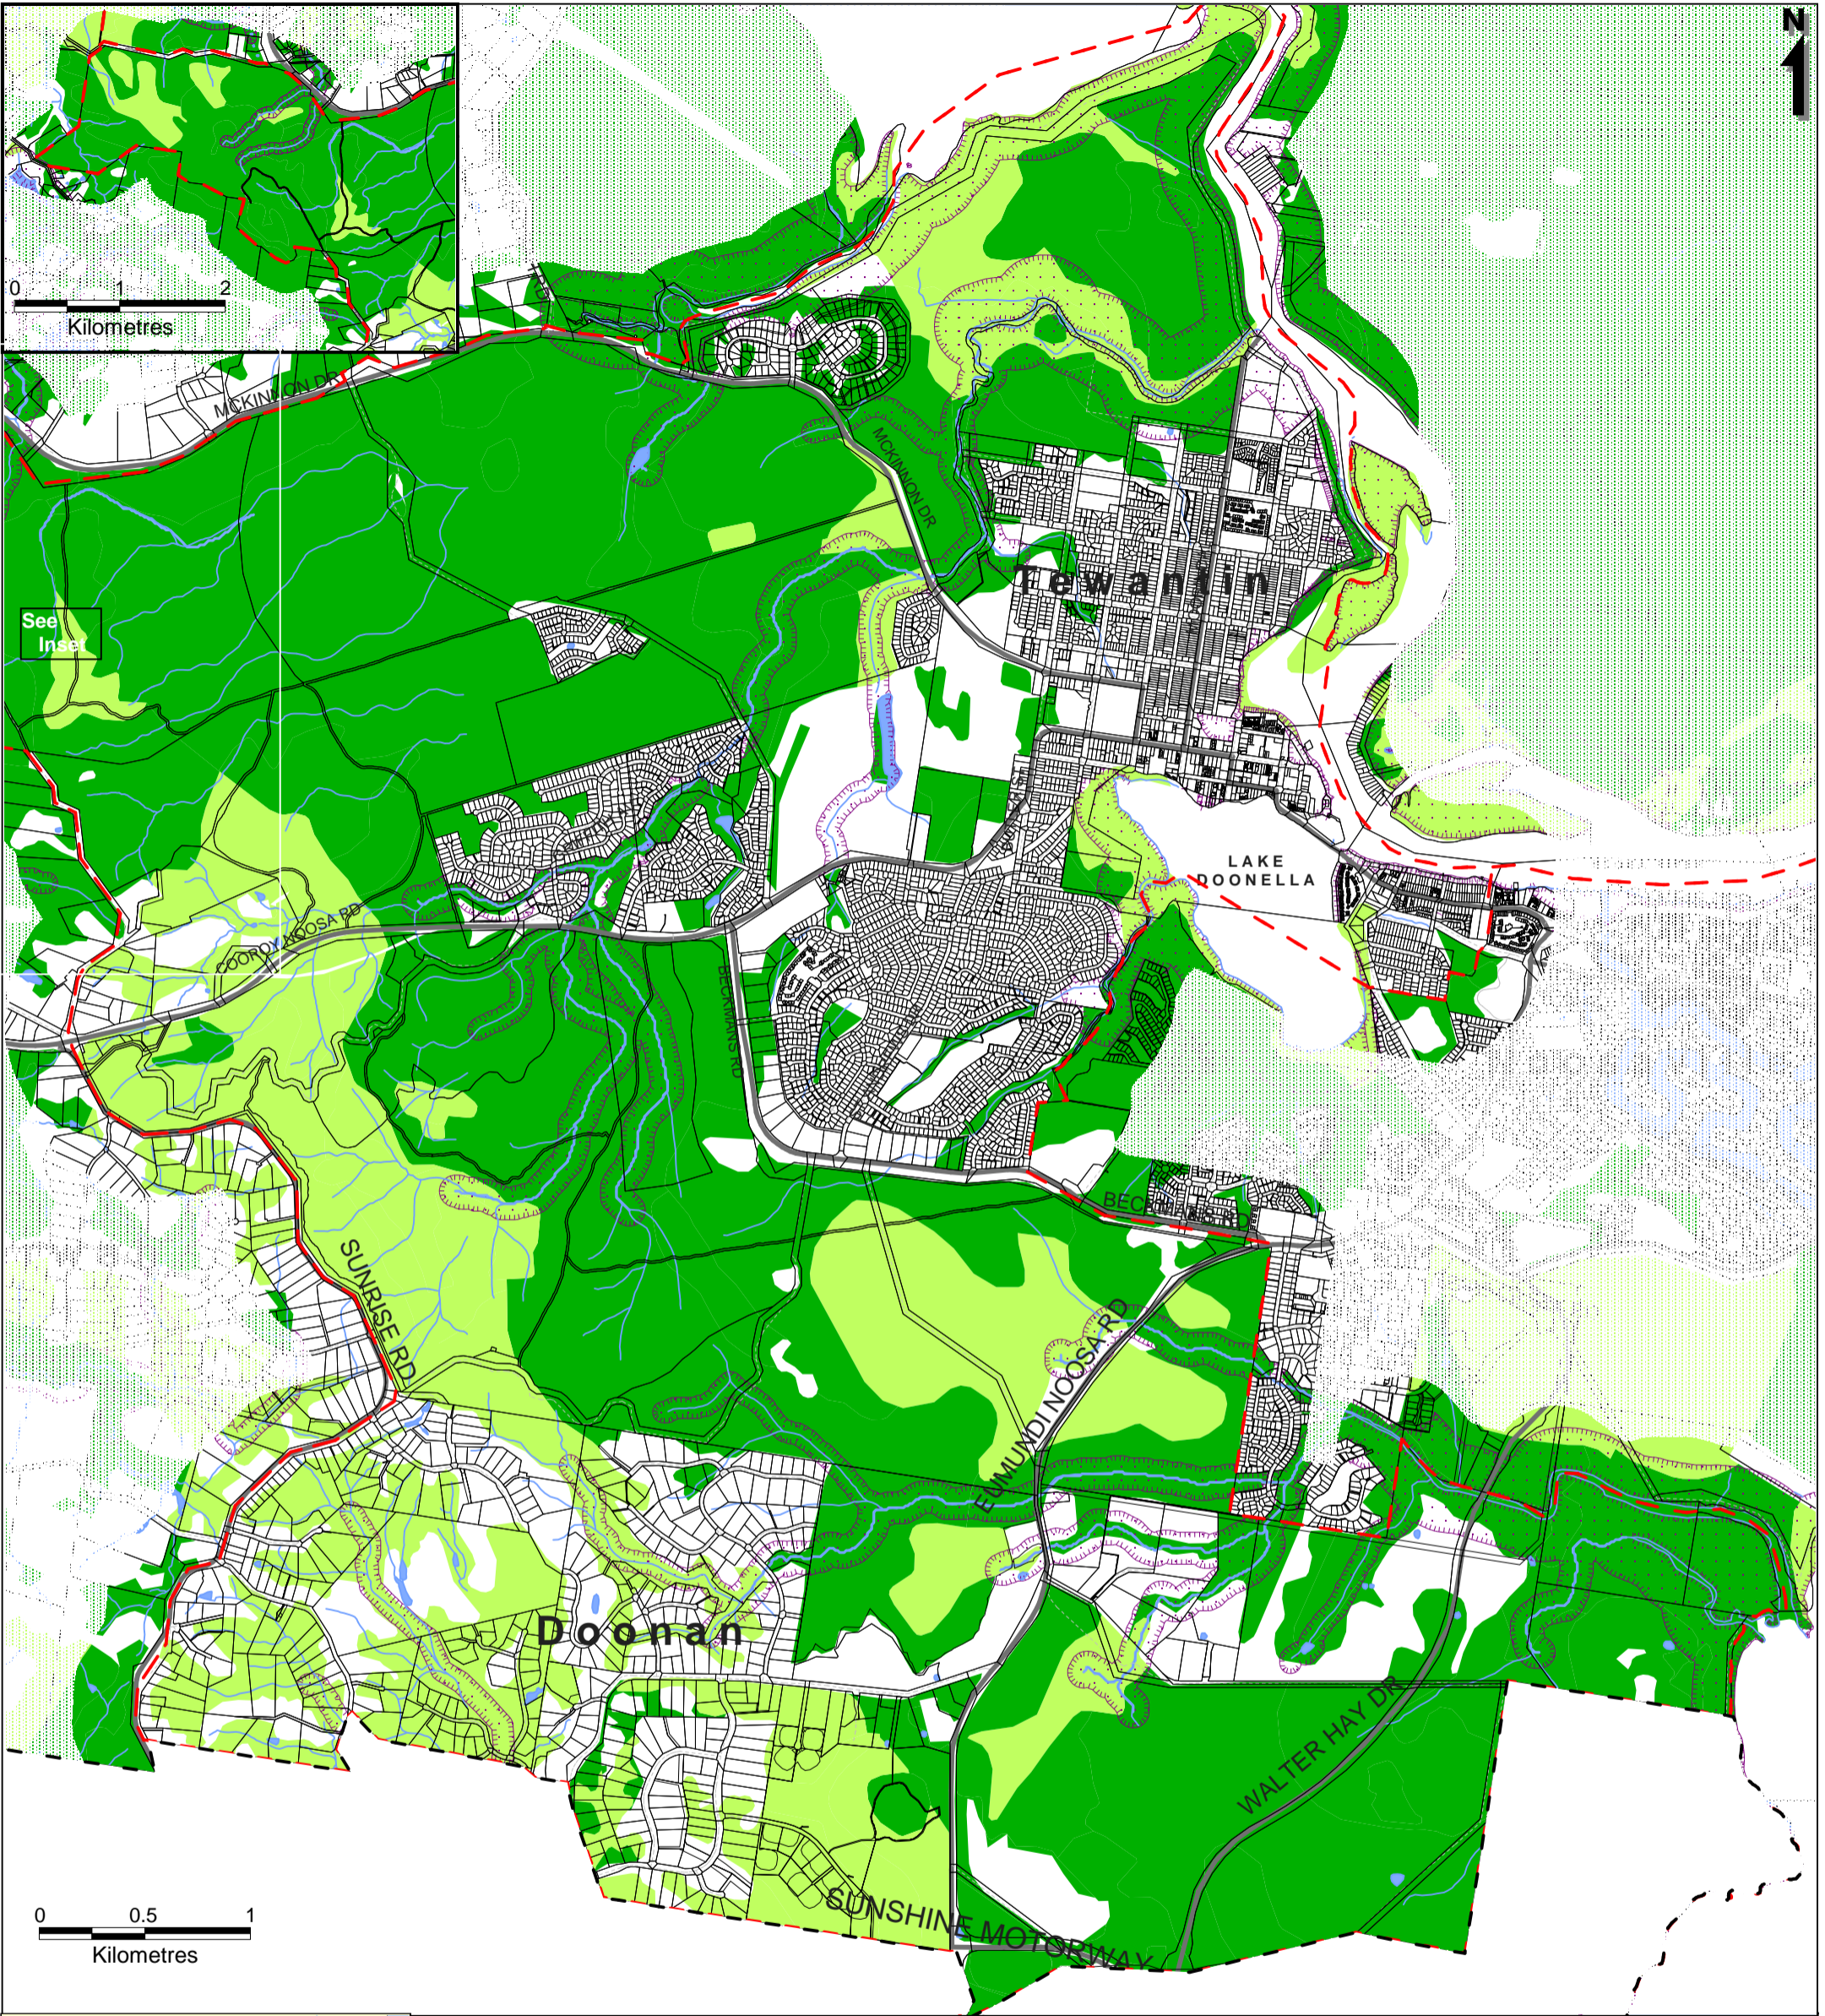 N
0 1 2
Kilometres
MCKINNON DR
MCKINNON DR
Tewantin
See
Inset
LAKE
DOONELLA
COOROY NOOSA RD
BECKMANS RD
BECKMANS RD
SUNRISE RD
EUMUNDI NOOSA RD
Doonan
WALTER HAY DR
SUNSHINE MOTORWAY
0 0.5 1
Kilometres